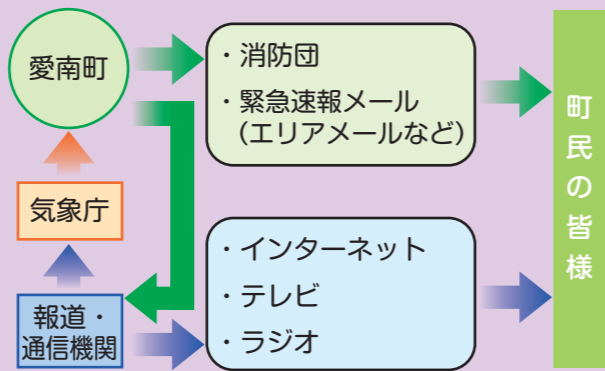 愛南町
・消防団
・緊急速報メール
(エリアメールなど)
気象庁
報道・
通信機関
・インターネット
・テレビ
・ラジオ
町民の皆様